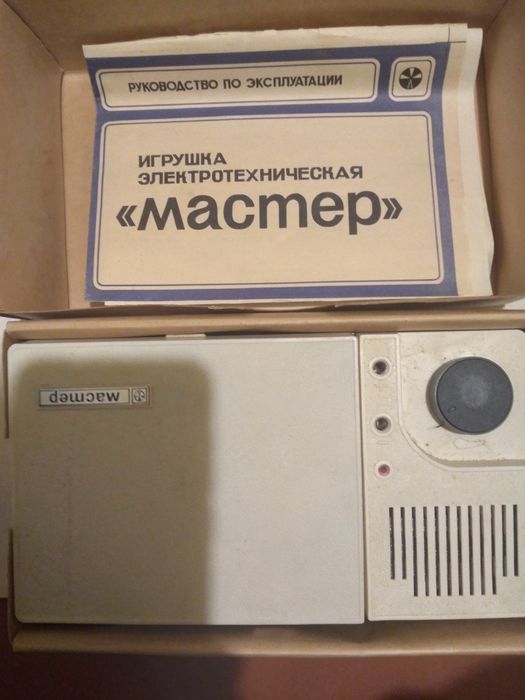 РУКОВОДСТВО ПО ЭКСПЛУАТАЦИИ
ИГРУШКА
ЭЛЕКТРОТЕХНИЧЕСКАЯ
«мастер»
мастер